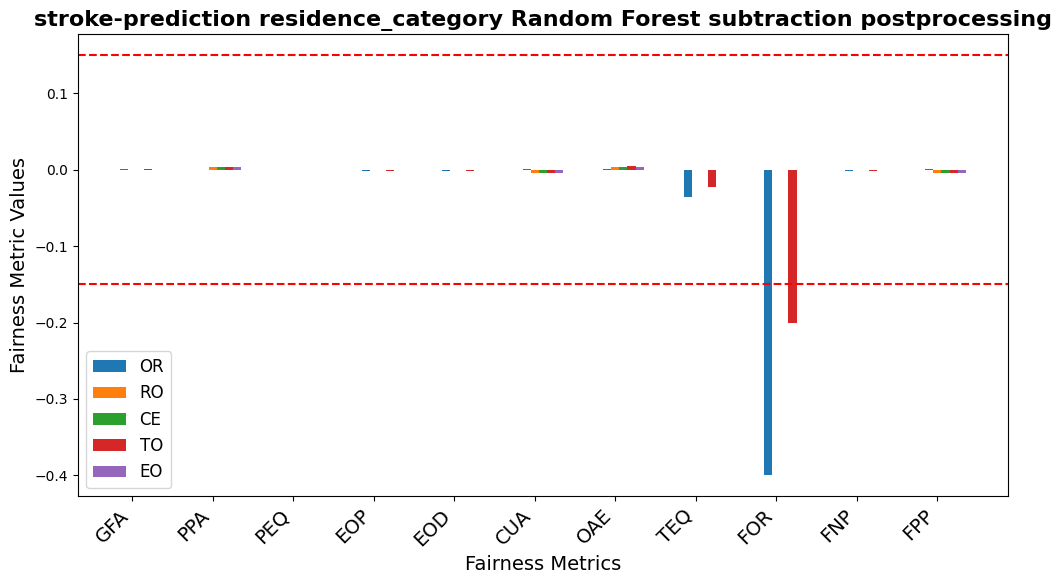 stroke-prediction residence_category Random Forest subtraction postprocessing
Fairness Metric Values
0.1
0.0
−0.1
−0.2
−0.3
−0.4
OR
RO
CE
TO
EO
GFA
PPA
PEQ
EOP
EOD
CUA
OAE
TEQ
FOR
FNP
FPP
Fairness Metrics